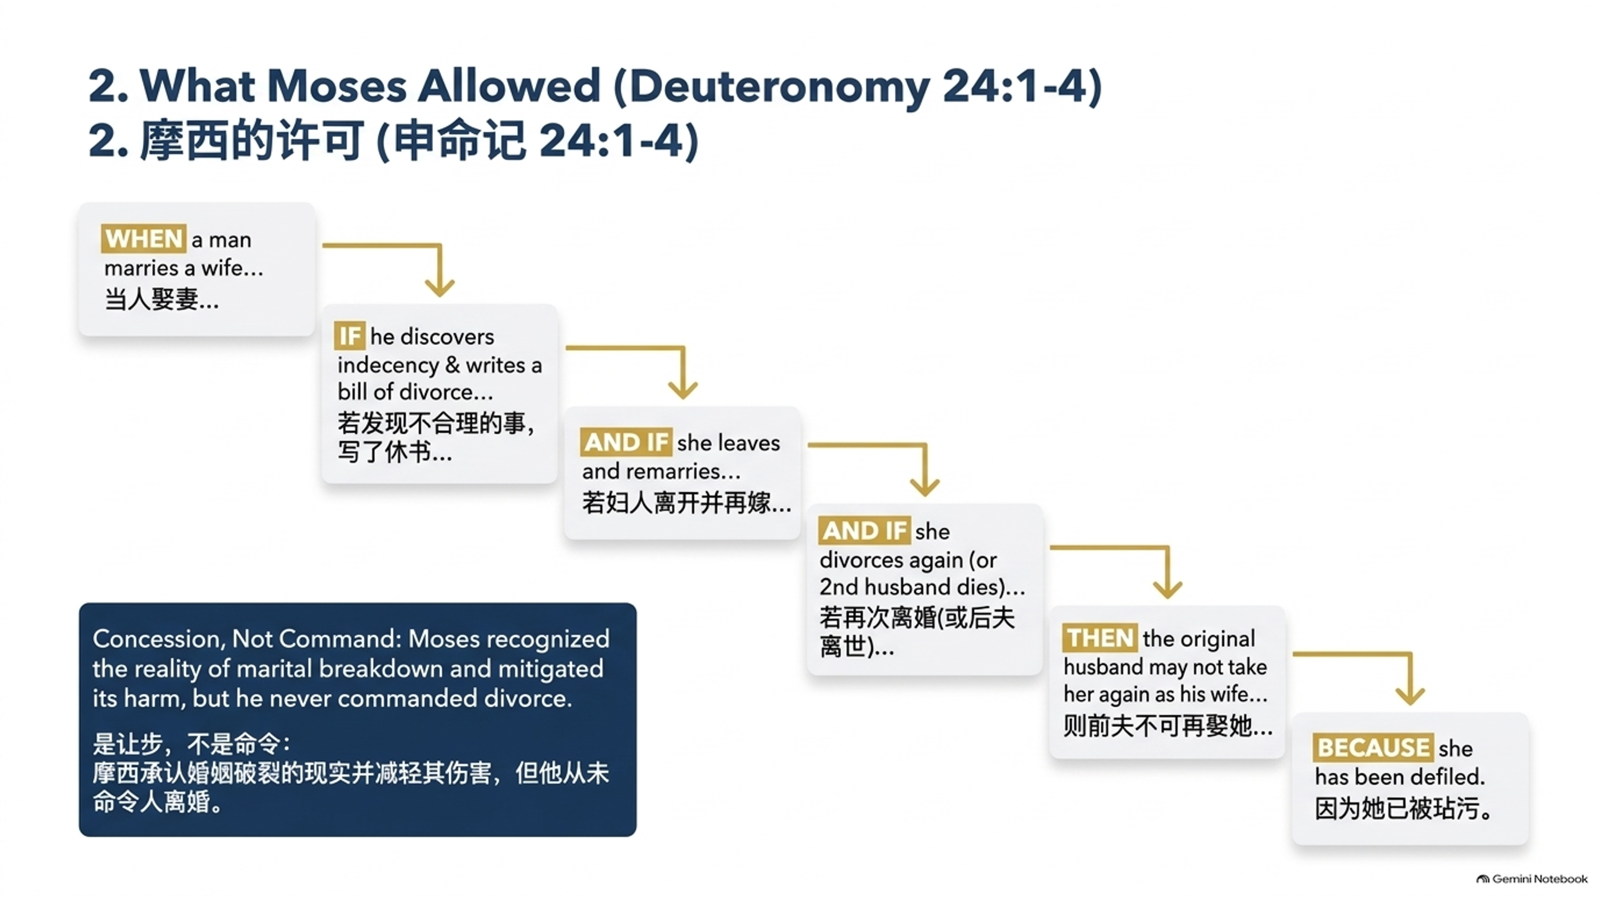 2. What Moses Allowed (Deuteronomy 24:1-4)
2. 摩西的许可 (申命记 24:1-4)
WHEN a man
marries a wife...
当人娶妻...
IF he discovers
indecency & writes a
bill of divorce...
若发现不合理的事，
写了休书...
AND IF she leaves
and remarries...
若妇人离开并再嫁...
AND IF she
divorces again (or
2nd husband dies)...
若再次离婚(或后夫
离世)...
THEN the original
husband may not take
her again as his wife...
则前夫不可再娶她...
BECAUSE she
has been defiled.
因为她已被玷污。
Concession, Not Command: Moses recognized
the reality of marital breakdown and mitigated
its harm, but he never commanded divorce.
是让步，不是命令：
摩西承认婚姻破裂的现实并减轻其伤害，但他从未
命令人离婚。
Gemini Notebook